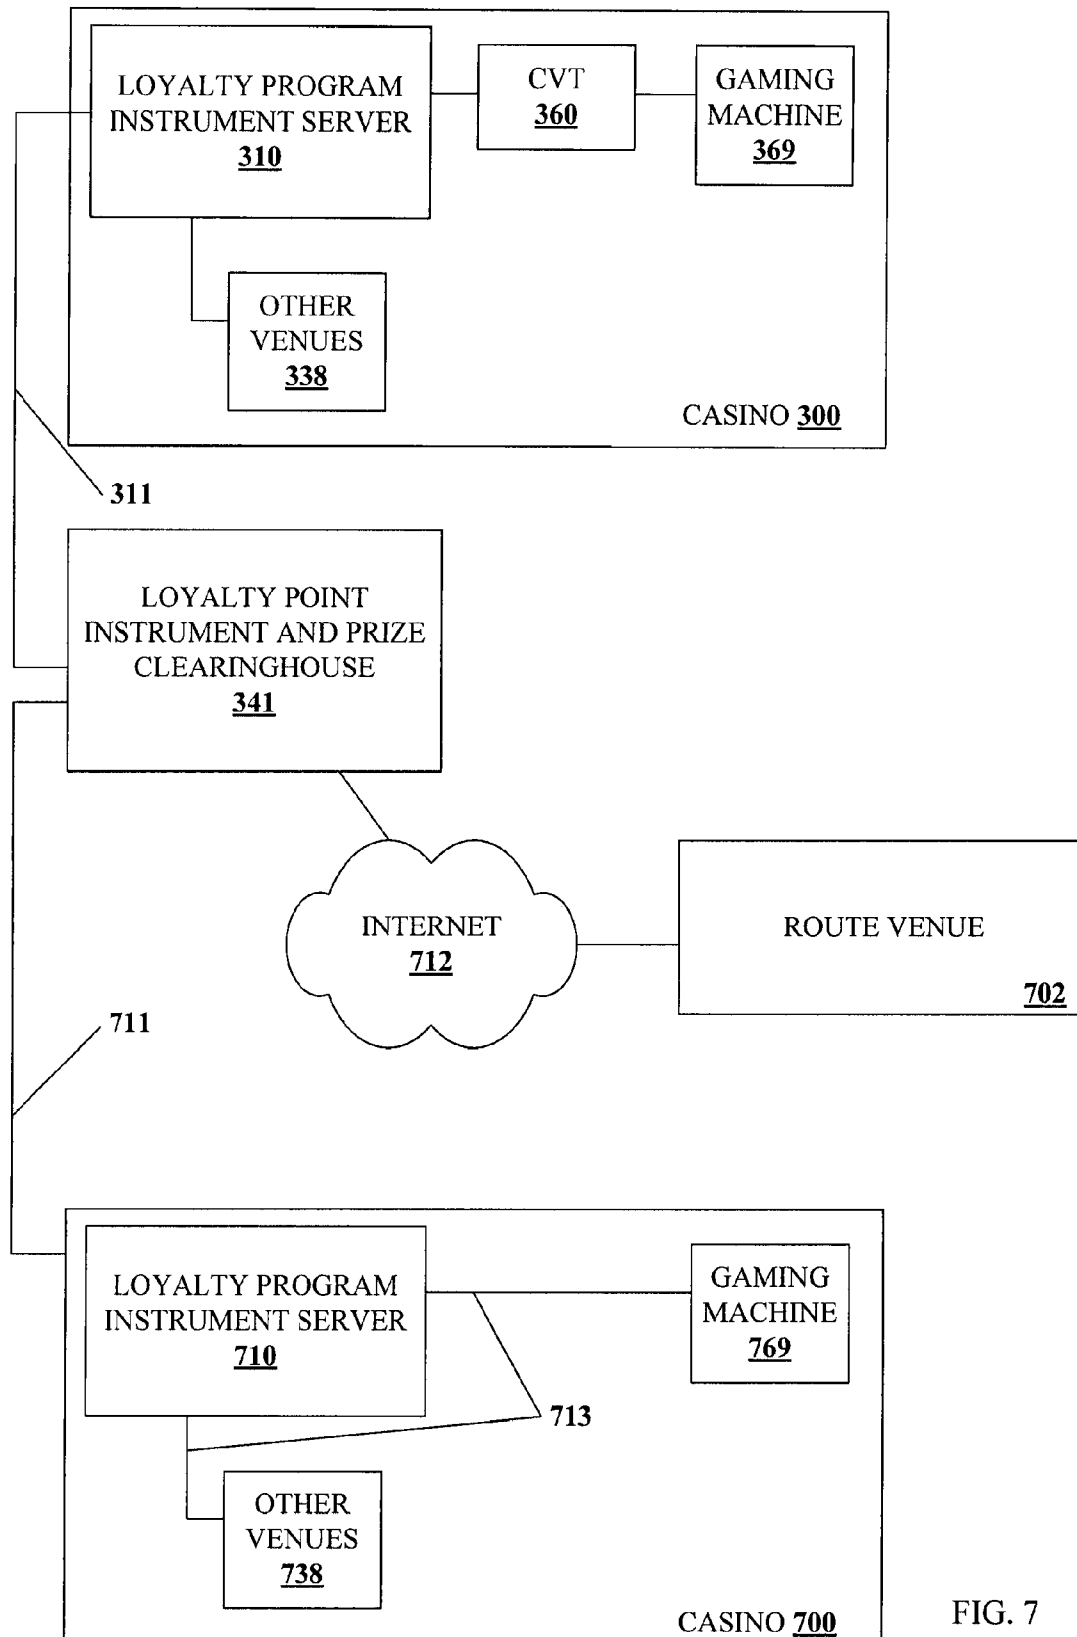 LOYALTY PROGRAM
INSTRUMENT SERVER
310
CVT
360
GAMING
MACHINE
369
OTHER
VENUES
338
CASINO 300
311
LOYALTY POINT
INSTRUMENT AND PRIZE
CLEARINGHOUSE
341
INTERNET
712
ROUTE VENUE
702
711
LOYALTY PROGRAM
INSTRUMENT SERVER
710
GAMING
MACHINE
769
713
OTHER
VENUES
738
CASINO 700
FIG. 7